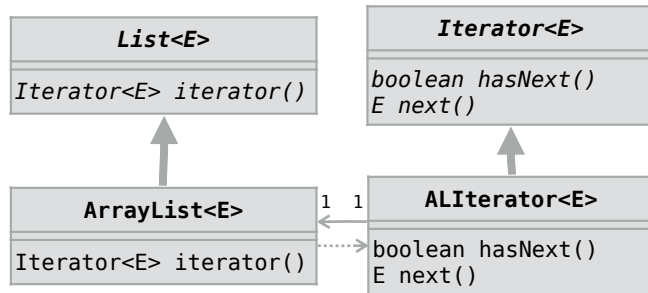 List<E>
Iterator<E> iterator()
Iterator<E>
boolean hasNext()
E next()
ArrayList<E>
Iterator<E> iterator()
1 1
ALIterator<E>
boolean hasNext()
E next()